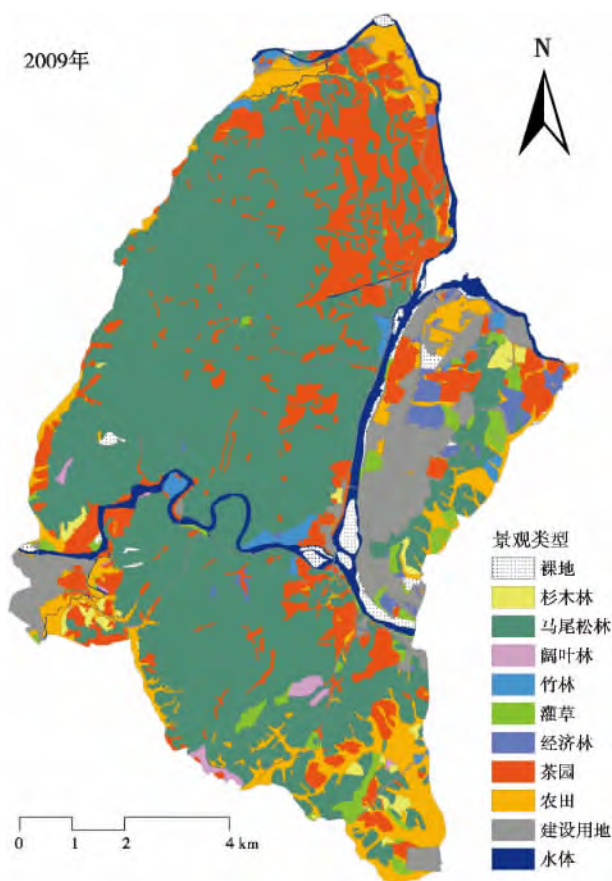 2009年
N
景观类型
裸地
杉木林
马尾松林
阔叶林
竹林
灌草
经济林
茶园
农田
建设用地
水体
0 1 2 4 km